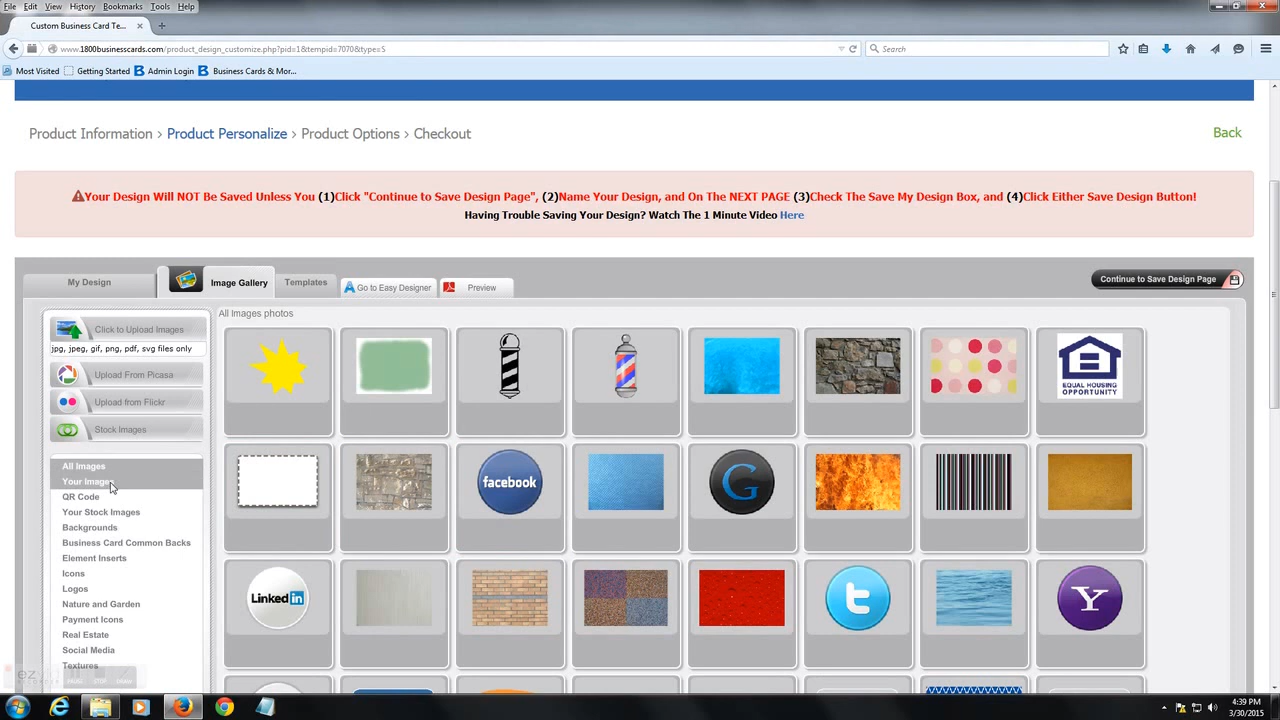 File Edit View History Bookmarks Tools Help
Custom Business Card Te...
www.1800businesscards.com/product_design_customize.php?pid=1&tempid=7070&type=S
Search
Most Visited Getting Started Admin Login Business Cards & Mor...
Product Information > Product Personalize > Product Options > Checkout
Back
Your Design Will NOT Be Saved Unless You (1)Click "Continue to Save Design Page", (2)Name Your Design, and On The NEXT PAGE (3)Check The Save My Design Box, and (4)Click Either Save Design Button!
Having Trouble Saving Your Design? Watch The 1 Minute Video Here
My Design Image Gallery Templates Go to Easy Designer Preview
Continue to Save Design Page
All Images photos
Click to Upload Images
jpg, jpeg, gif, png, pdf, svg files only
Upload From Picasa
Upload from Flickr
Stock Images
All Images
Your Images
QR Code
Your Stock Images
Backgrounds
Business Card Common Backs
Element Inserts
Icons
Logos
Nature and Garden
Payment Icons
Real Estate
Social Media
Textures
EQUAL HOUSING
OPPORTUNITY
facebook
G
Linked in
t
Y
ez
STOP
4:39 PM
3/30/2015